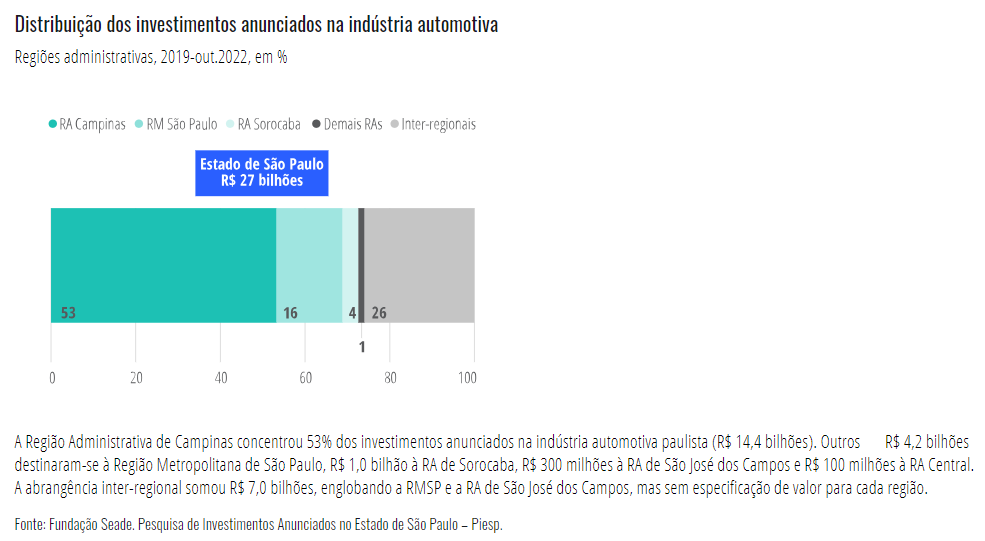 Distribuição dos investimentos anunciados na indústria automotiva
Regiões administrativas, 2019-out.2022, em %
RA Campinas RM São Paulo RA Sorocaba Demais RAs Inter-regionais
Estado de São Paulo
R$ 27 bilhões
53 16 4 26
1
0 20 40 60 80 100
A Região Administrativa de Campinas concentrou 53% dos investimentos anunciados na indústria automotiva paulista (R$ 14,4 bilhões). Outros R$ 4,2 bilhões
destinaram-se à Região Metropolitana de São Paulo, R$ 1,0 bilhão à RA de Sorocaba, R$ 300 milhões à RA de São José dos Campos e R$ 100 milhões à RA Central.
A abrangência inter-regional somou R$ 7,0 bilhões, englobando a RMSP e a RA de São José dos Campos, mas sem especificação de valor para cada região.
Fonte: Fundação Seade. Pesquisa de Investimentos Anunciados no Estado de São Paulo – Piesp.